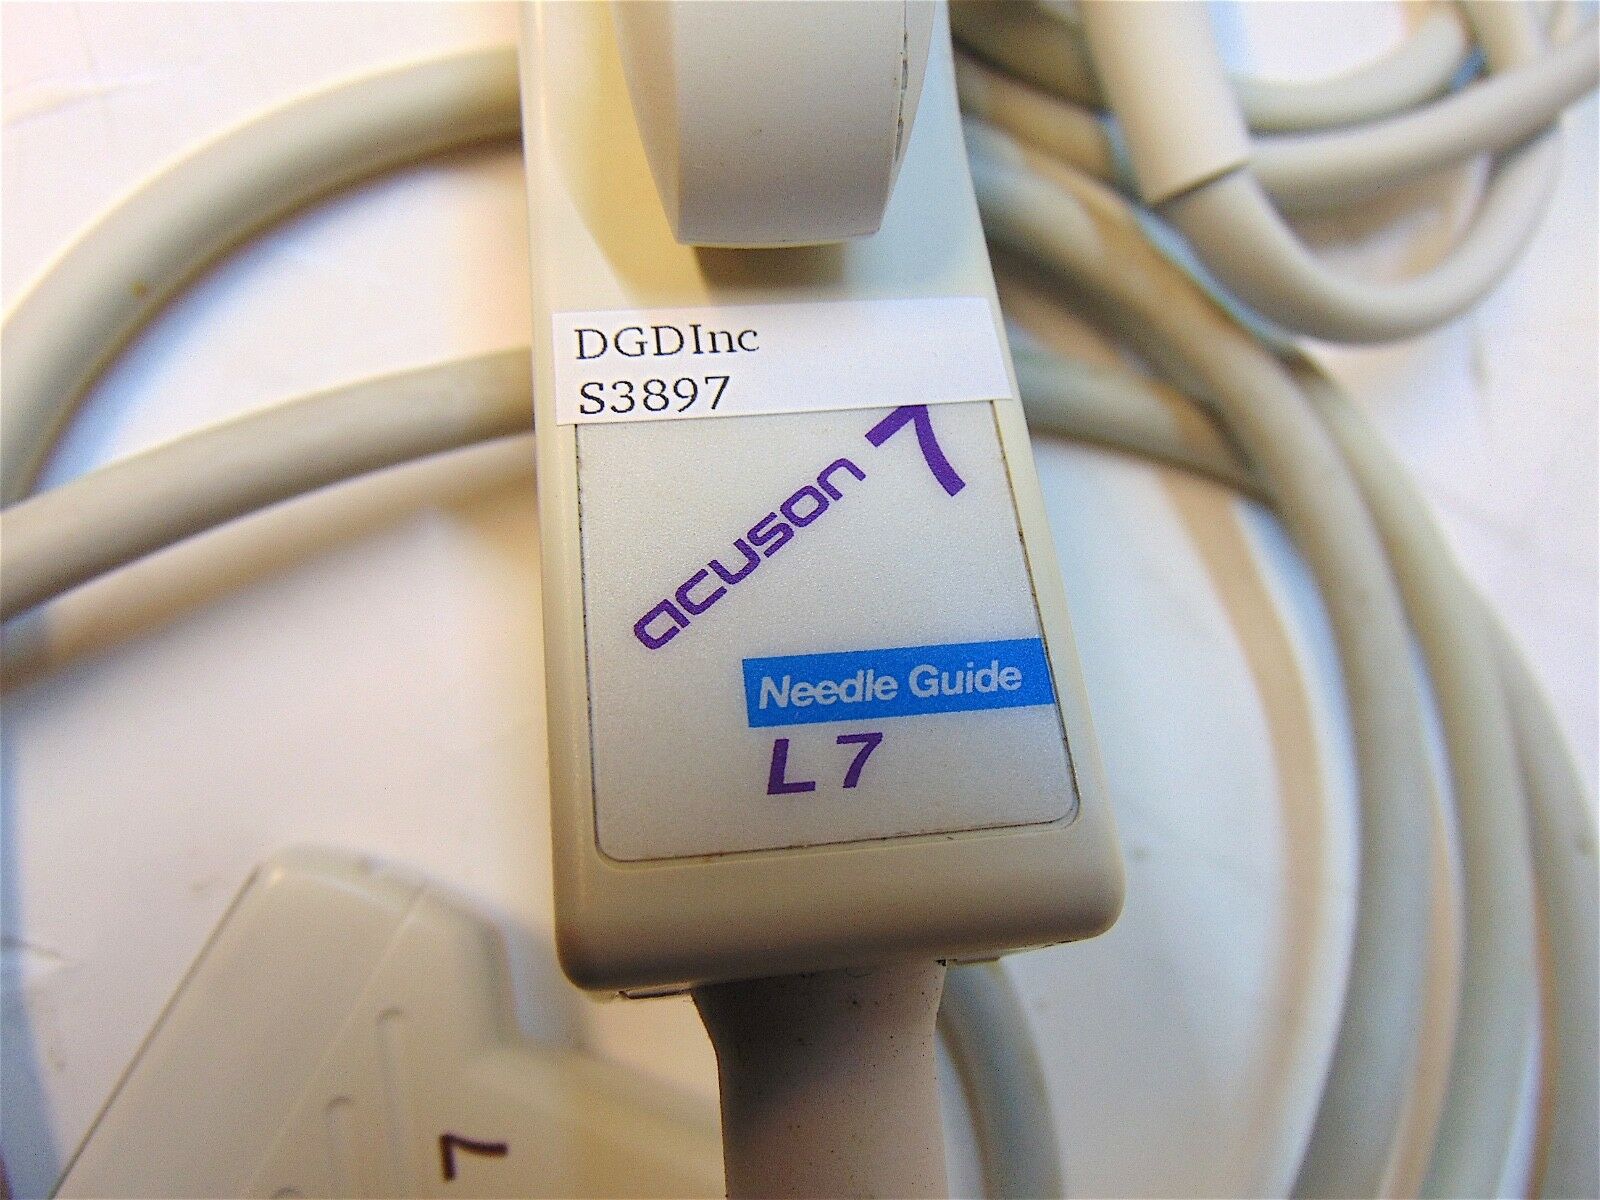 DGDInc
S3897
acuson 7
Needle Guide
L7
7